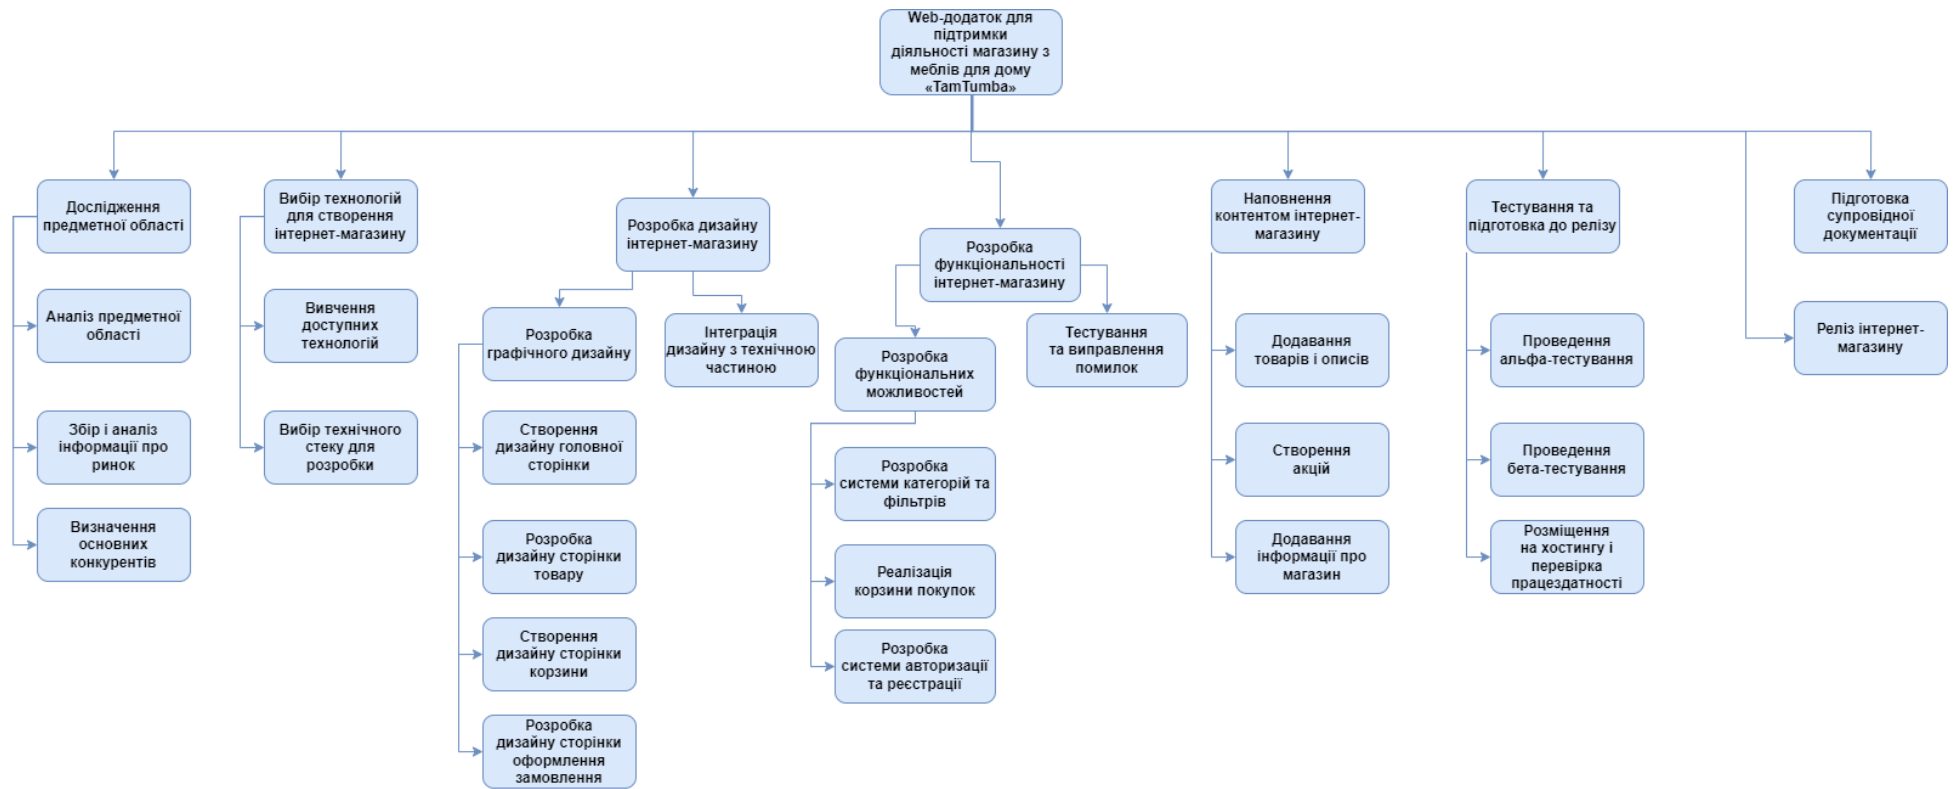 Web-додаток для
підтримки
діяльності магазину з
меблів для дому
«TamTumba»
Дослідження
предметної області
Аналіз предметної
області
Збір і аналіз
інформації про
ринок
Визначення
основних
конкурентів
Вибір технологій
для створення
інтернет-магазину
Вивчення
доступних
технологій
Вибір технічного
стеку для
розробки
Розробка дизайну
інтернет-магазину
Розробка
графічного дизайну
Створення
дизайну головної
сторінки
Розробка
дизайну сторінки
товару
Створення
дизайну сторінки
корзини
Розробка
дизайну сторінки
оформлення
замовлення
Інтеграція
дизайну з технічною
частиною
Розробка
функціональності
інтернет-магазину
Розробка
функціональних
можливостей
Розробка
системи категорій та
фільтрів
Реалізація
корзини покупок
Розробка
системи авторизації
та реєстрації
Тестування
та виправлення
помилок
Наповнення
контентом інтернет-
магазину
Додавання
товарів і описів
Створення
акцій
Додавання
інформації про
магазин
Тестування та
підготовка до релізу
Проведення
альфа-тестування
Проведення
бета-тестування
Розміщення
на хостингу і
перевірка
працездатності
Підготовка
супровідної
документації
Реліз інтернет-
магазину